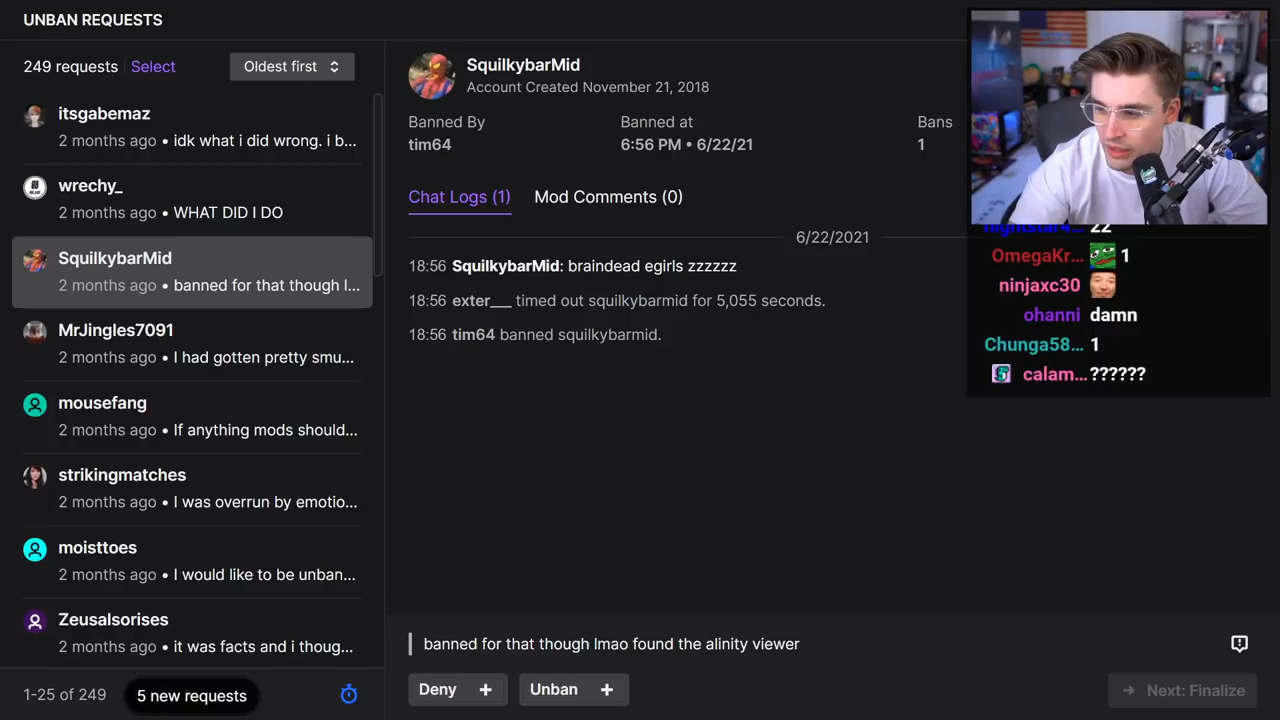 UNBAN REQUESTS
249 requests Select
Oldest first
itsgabemaz
2 months ago • idk what i did wrong. i b...
wrechy_
2 months ago • WHAT DID I DO
SquilkybarMid
2 months ago • banned for that though l...
MrJingles7091
2 months ago • I had gotten pretty smu...
mousefang
2 months ago • If anything mods should...
strikingmatches
2 months ago • I was overrun by emotio...
moisttoes
2 months ago • I would like to be unban...
Zeusalsorises
2 months ago • it was facts and i thoug...
1-25 of 249
5 new requests
SquilkybarMid
Account Created November 21, 2018
Banned By
tim64
Banned at
6:56 PM • 6/22/21
Bans
1
Chat Logs (1)
Mod Comments (0)
6/22/2021
18:56 SquilkybarMid: braindead egirls zzzzzz
18:56 exter___ timed out squilkybarmid for 5,055 seconds.
18:56 tim64 banned squilkybarmid.
22
OmegaKr... 1
ninjaxc30
ohanni damn
Chunga58... 1
calam... ??????
banned for that though lmao found the alinity viewer
Deny +
Unban +
Next: Finalize